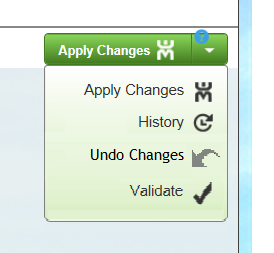 Apply Changes
Apply Changes
History
Undo Changes
Validate